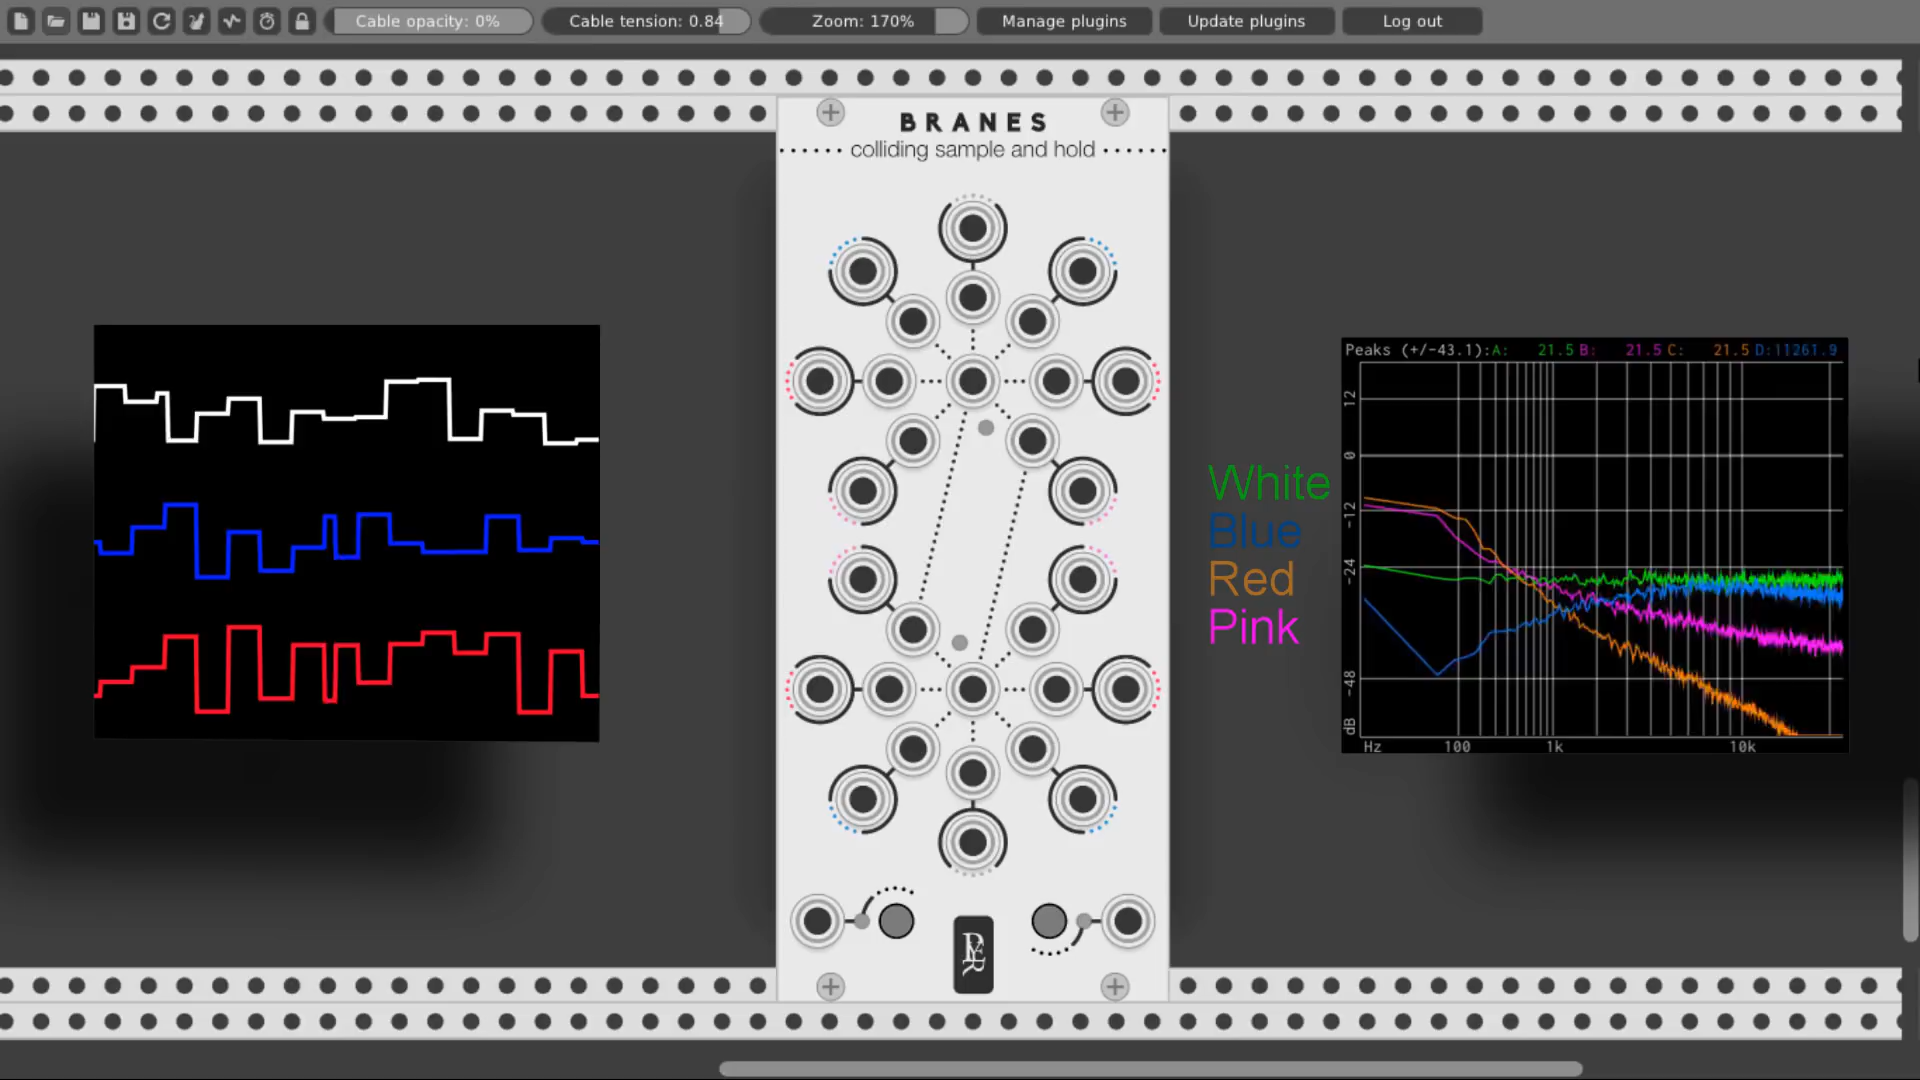 Cable opacity: 0% Cable tension: 0.84 Zoom: 170% Manage plugins Update plugins Log out
BRANES
colliding sample and hold
Peaks (+/-43.1):A: 21.5 B: 21.5 C: 21.5 D:11261.9
12
0
-12
-24
-48
dB
Hz 100 1k 10k
White
Blue
Red
Pink